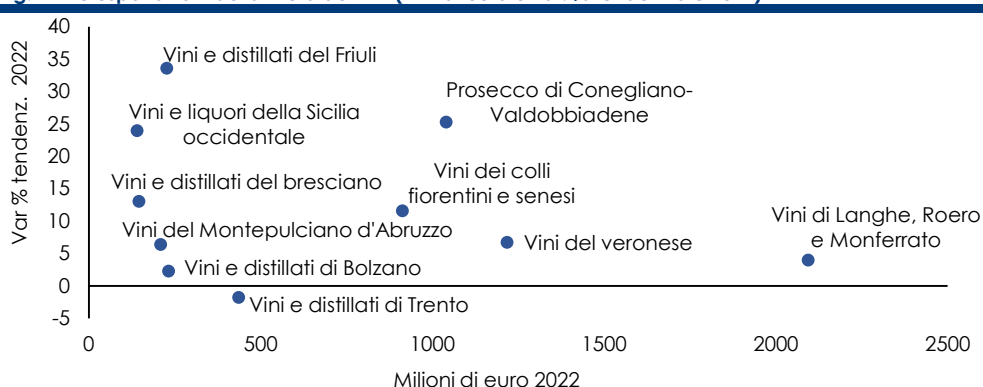 40
35
30
25
20
15
10
5
0
-5
Var % tendenz. 2022
Vini e distillati del Friuli
Prosecco di Conegliano-
Valdobbiadene
Vini e liquori della Sicilia
occidentale
Vini dei colli
fiorentini e senesi
Vini e distillati del bresciano
Vini di Langhe, Roero
e Monferrato
Vini del Montepulciano d'Abruzzo
Vini del veronese
Vini e distillati di Bolzano
Vini e distillati di Trento
0 500 1000 1500 2000 2500
Milioni di euro 2022